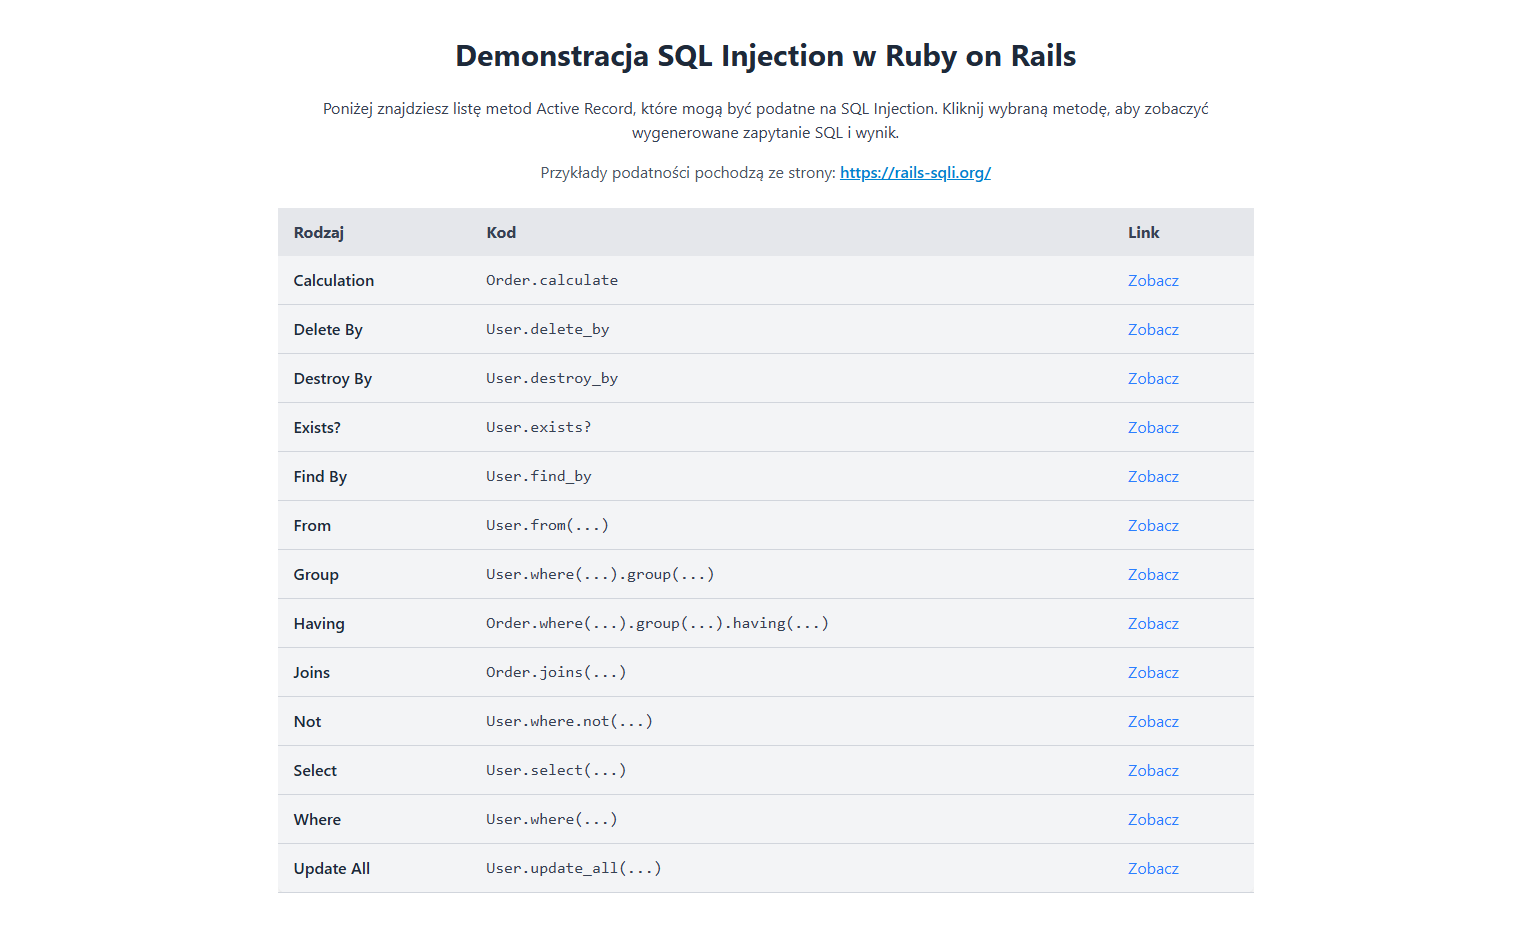 Demonstracja SQL Injection w Ruby on Rails
Poniżej znajdziesz listę metod Active Record, które mogą być podatne na SQL Injection. Kliknij wybraną metodę, aby zobaczyć
wygenerowane zapytanie SQL i wynik.
Przykłady podatności pochodzą ze strony: https://rails-sqli.org/
Rodzaj Kod Link
Calculation Order.calculate Zobacz
Delete By User.delete_by Zobacz
Destroy By User.destroy_by Zobacz
Exists? User.exists? Zobacz
Find By User.find_by Zobacz
From User.from(...) Zobacz
Group User.where(...).group(...) Zobacz
Having Order.where(...).group(...).having(...) Zobacz
Joins Order.joins(...) Zobacz
Not User.where.not(...) Zobacz
Select User.select(...) Zobacz
Where User.where(...) Zobacz
Update All User.update_all(...) Zobacz